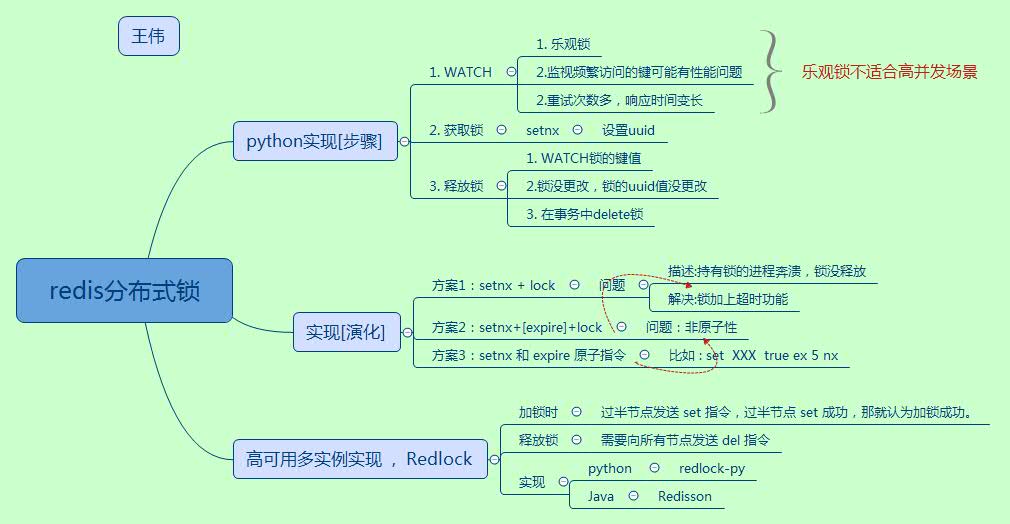 王伟
redis分布式锁
python实现[步骤]
1. WATCH
1. 乐观锁
2.监视频繁访问的键可能有性能问题
2.重试次数多，响应时间变长
乐观锁不适合高并发场景
2. 获取锁
setnx
设置uuid
3. 释放锁
1. WATCH锁的键值
2.锁没更改，锁的uuid值没更改
3. 在事务中delete锁
实现[演化]
方案1：setnx + lock
问题
描述:持有锁的进程奔溃，锁没释放
解决:锁加上超时功能
方案2：setnx+[expire]+lock
问题：非原子性
方案3：setnx 和 expire 原子指令
比如 : set XXX true ex 5 nx
高可用多实例实现 ，Redlock
加锁时
过半节点发送 set 指令，过半节点 set 成功，那就认为加锁成功。
释放锁
需要向所有节点发送 del 指令
实现
python
redlock-py
Java
Redisson